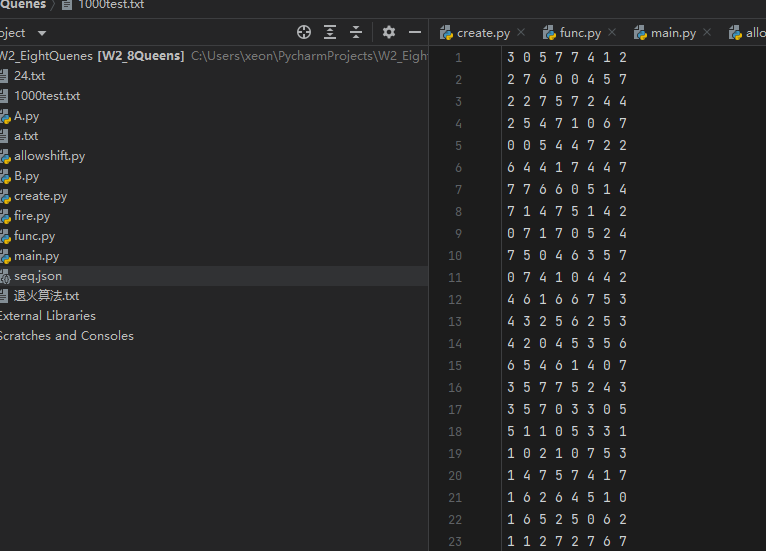 Quenes 〉 1000test.txt
oject
create.py func.py main.py allo
W2_EightQuenes [W2_8Queens] C:\Users\xeon\PycharmProjects\W2_Eigh
24.txt
1000test.txt
A.py
a.txt
allowshift.py
B.py
create.py
fire.py
func.py
main.py
seq.json
退火算法.txt
External Libraries
Scratches and Consoles
1 3 0 5 7 7 4 1 2
2 2 7 6 0 0 4 5 7
3 2 2 7 5 7 2 4 4
4 2 5 4 7 1 0 6 7
5 0 0 5 4 4 7 2 2
6 6 4 4 1 7 4 4 7
7 7 7 6 6 0 5 1 4
8 7 1 4 7 5 1 4 2
9 0 7 1 7 0 5 2 4
10 7 5 0 4 6 3 5 7
11 0 7 4 1 0 4 4 2
12 4 6 1 6 6 7 5 3
13 4 3 2 5 6 2 5 3
14 4 2 0 4 5 3 5 6
15 6 5 4 6 1 4 0 7
16 3 5 7 7 5 2 4 3
17 3 5 7 0 3 3 0 5
18 5 1 1 0 5 3 3 1
19 1 0 2 1 0 7 5 3
20 1 4 7 5 7 4 1 7
21 1 6 2 6 4 5 1 0
22 1 6 5 2 5 0 6 2
23 1 1 2 7 2 7 6 7